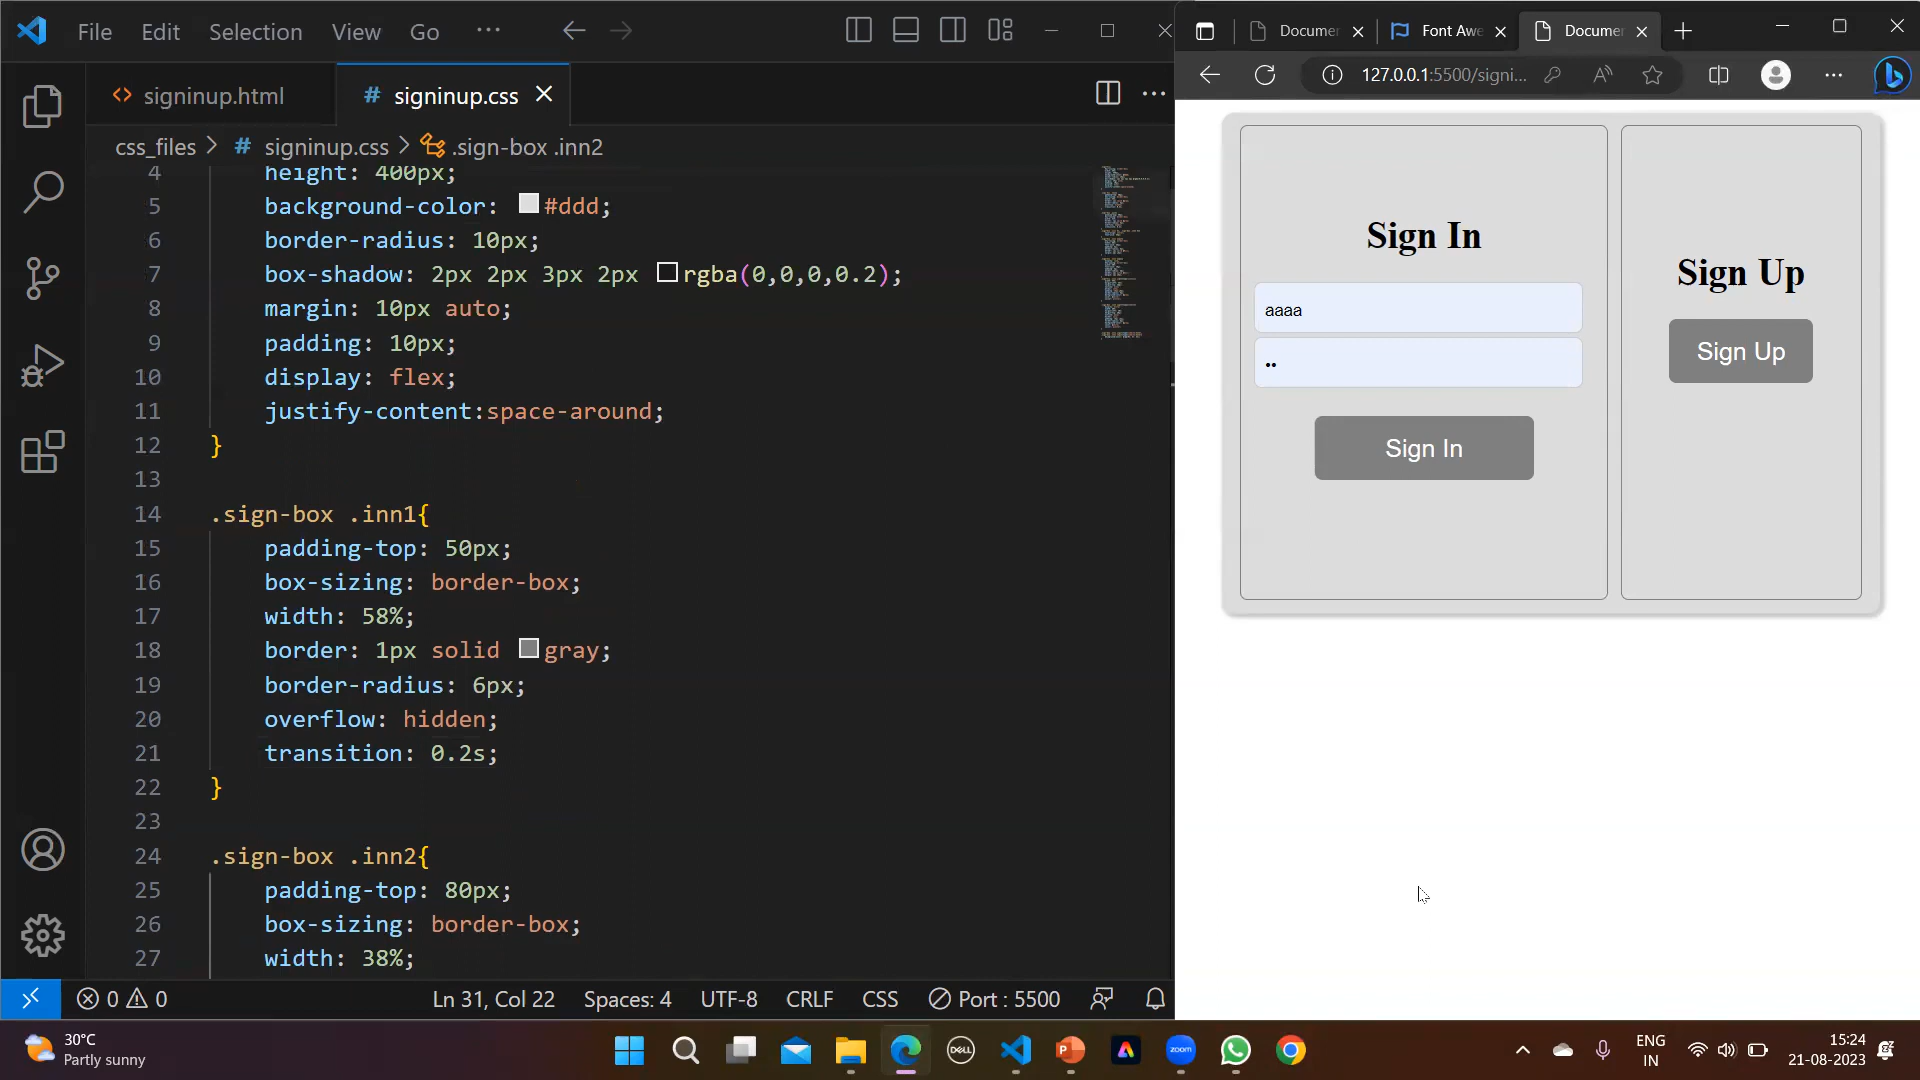 File Edit Selection View Go ···
signinup.html
# signinup.css
css_files > # signinup.css > .sign-box .inn2
4 height: 400px;
5 background-color: #ddd;
6 border-radius: 10px;
7 box-shadow: 2px 2px 3px 2px rgba(0,0,0,0.2);
8 margin: 10px auto;
9 padding: 10px;
10 display: flex;
11 justify-content:space-around;
12 }
13
14 .sign-box .inn1{
15 padding-top: 50px;
16 box-sizing: border-box;
17 width: 58%;
18 border: 1px solid gray;
19 border-radius: 6px;
20 overflow: hidden;
21 transition: 0.2s;
22 }
23
24 .sign-box .inn2{
25 padding-top: 80px;
26 box-sizing: border-box;
27 width: 38%;
0 0
Ln 31, Col 22 Spaces: 4 UTF-8 CRLF CSS Port : 5500
Documer
Font Awe
Documer
127.0.0.1:5500/signi...
Sign In
aaaa
Sign In
Sign Up
Sign Up
30°C
Partly sunny
DELL
zoom
ENG
IN
15:24
21-08-2023